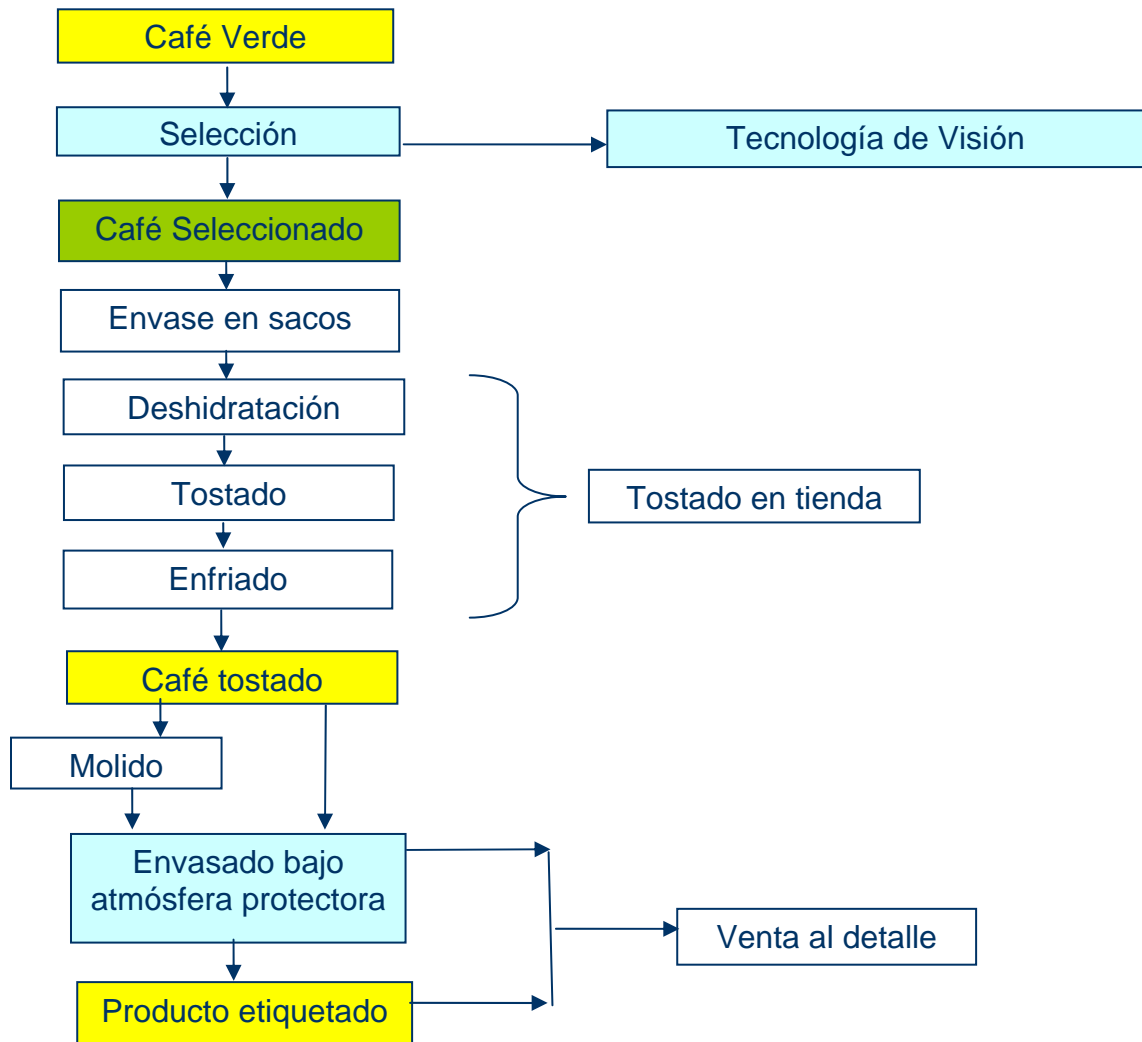 Café Verde
Selección
Tecnología de Visión
Café Seleccionado
Envase en sacos
Deshidratación
Tostado
Tostado en tienda
Enfriado
Café tostado
Molido
Envasado bajo
atmósfera protectora
Venta al detalle
Producto etiquetado